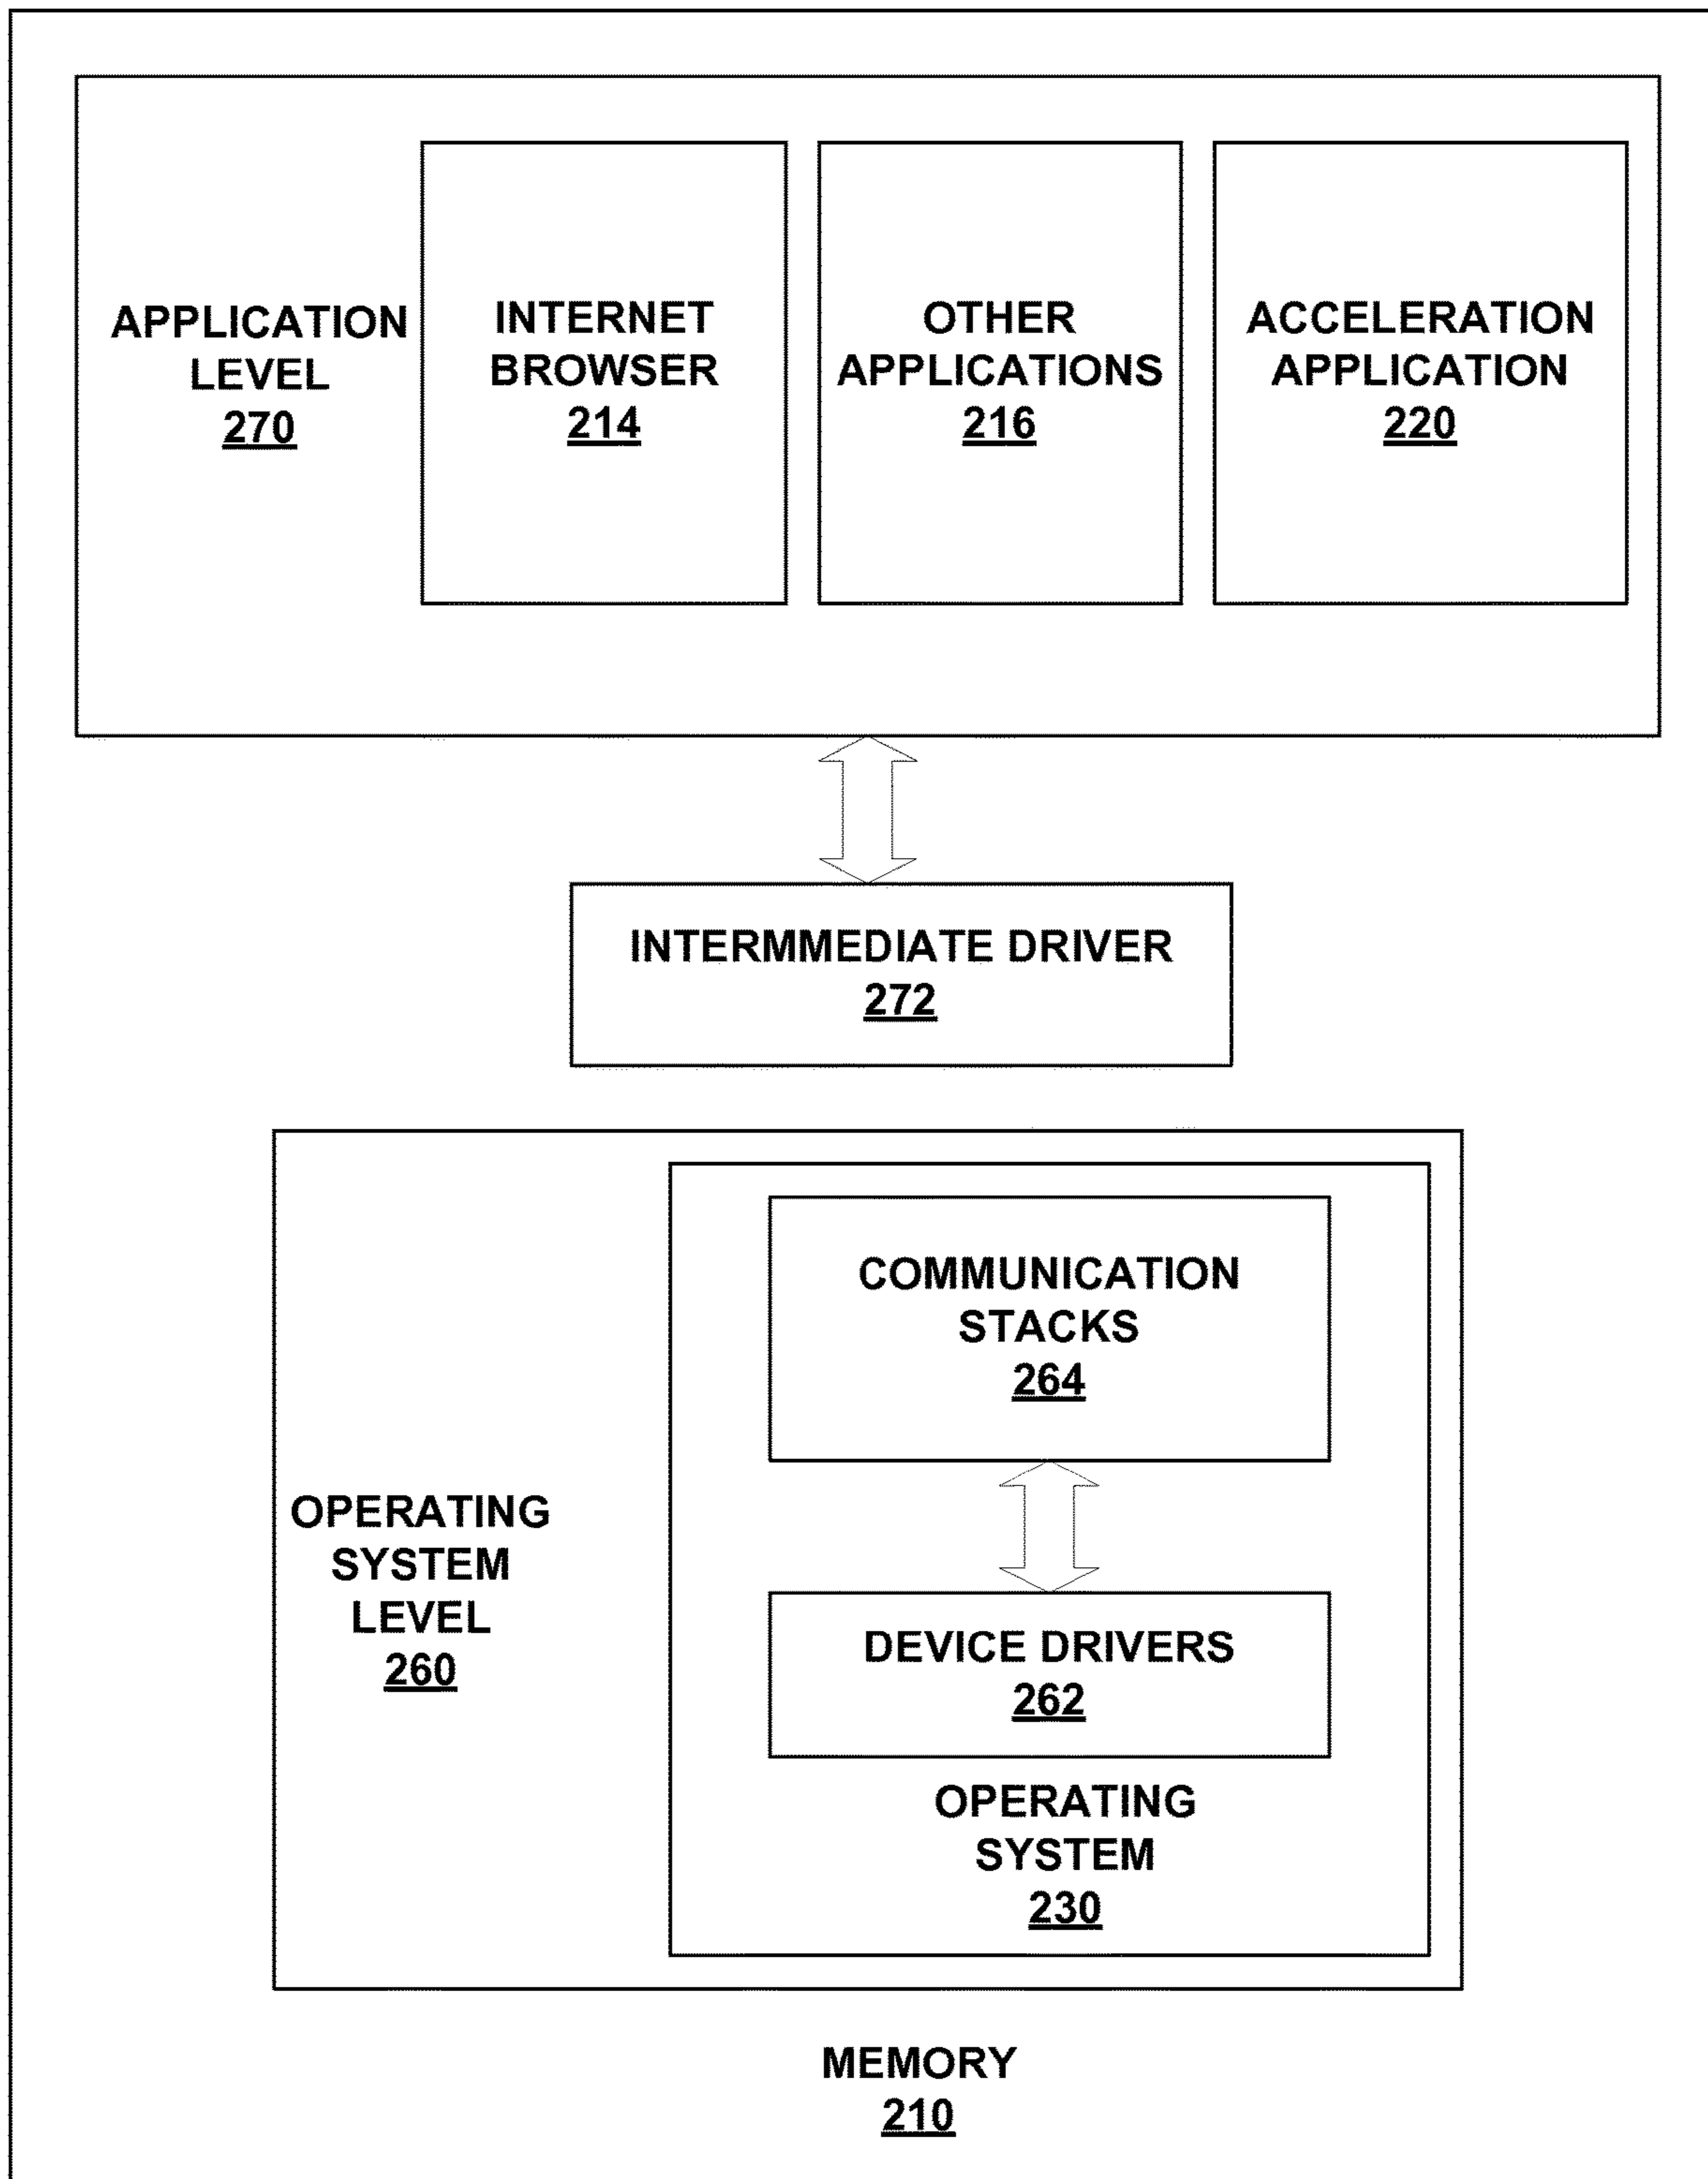 APPLICATION
LEVEL
270
INTERNET
BROWSER
214
OTHER
APPLICATIONS
216
ACCELERATION
APPLICATION
220
INTERMMEDIATE DRIVER
272
COMMUNICATION
STACKS
264
OPERATING
SYSTEM
LEVEL
260
DEVICE DRIVERS
262
OPERATING
SYSTEM
230
MEMORY
210